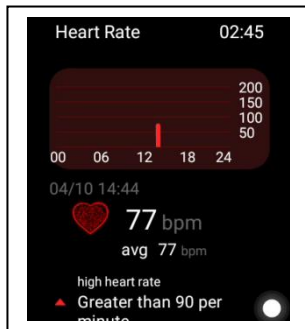 Heart Rate 02:45
200
150
100
50
00 06 12 18 24
04/10 14:44
77 bpm
avg 77 bpm
high heart rate
Greater than 90 per
minute